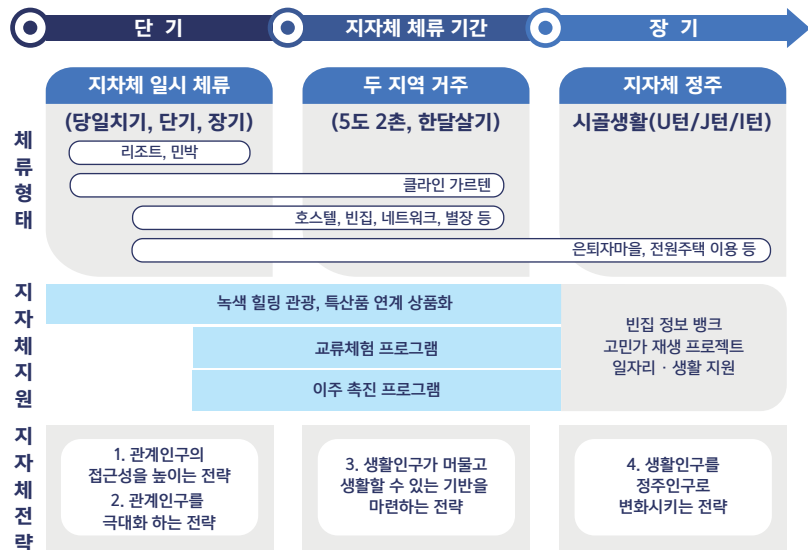 단 기
지자체 체류 기간
장 기
지차체 일시 체류
두 지역 거주
지자체 정주
(당일치기, 단기, 장기)
(5도 2촌, 한달살기)
시골생활(U턴/J턴/I턴)
체류형태
리조트, 민박
클라인 가르텐
호스텔, 빈집, 네트워크, 별장 등
은퇴자마을, 전원주택 이용 등
지자체지원
녹색 힐링 관광, 특산품 연계 상품화
교류체험 프로그램
이주 촉진 프로그램
빈집 정보 뱅크
고민가 재생 프로젝트
일자리 · 생활 지원
지자체전략
1. 관계인구의
접근성을 높이는 전략
2. 관계인구를
극대화 하는 전략
3. 생활인구가 머물고
생활할 수 있는 기반을
마련하는 전략
4. 생활인구를
정주인구로
변화시키는 전략